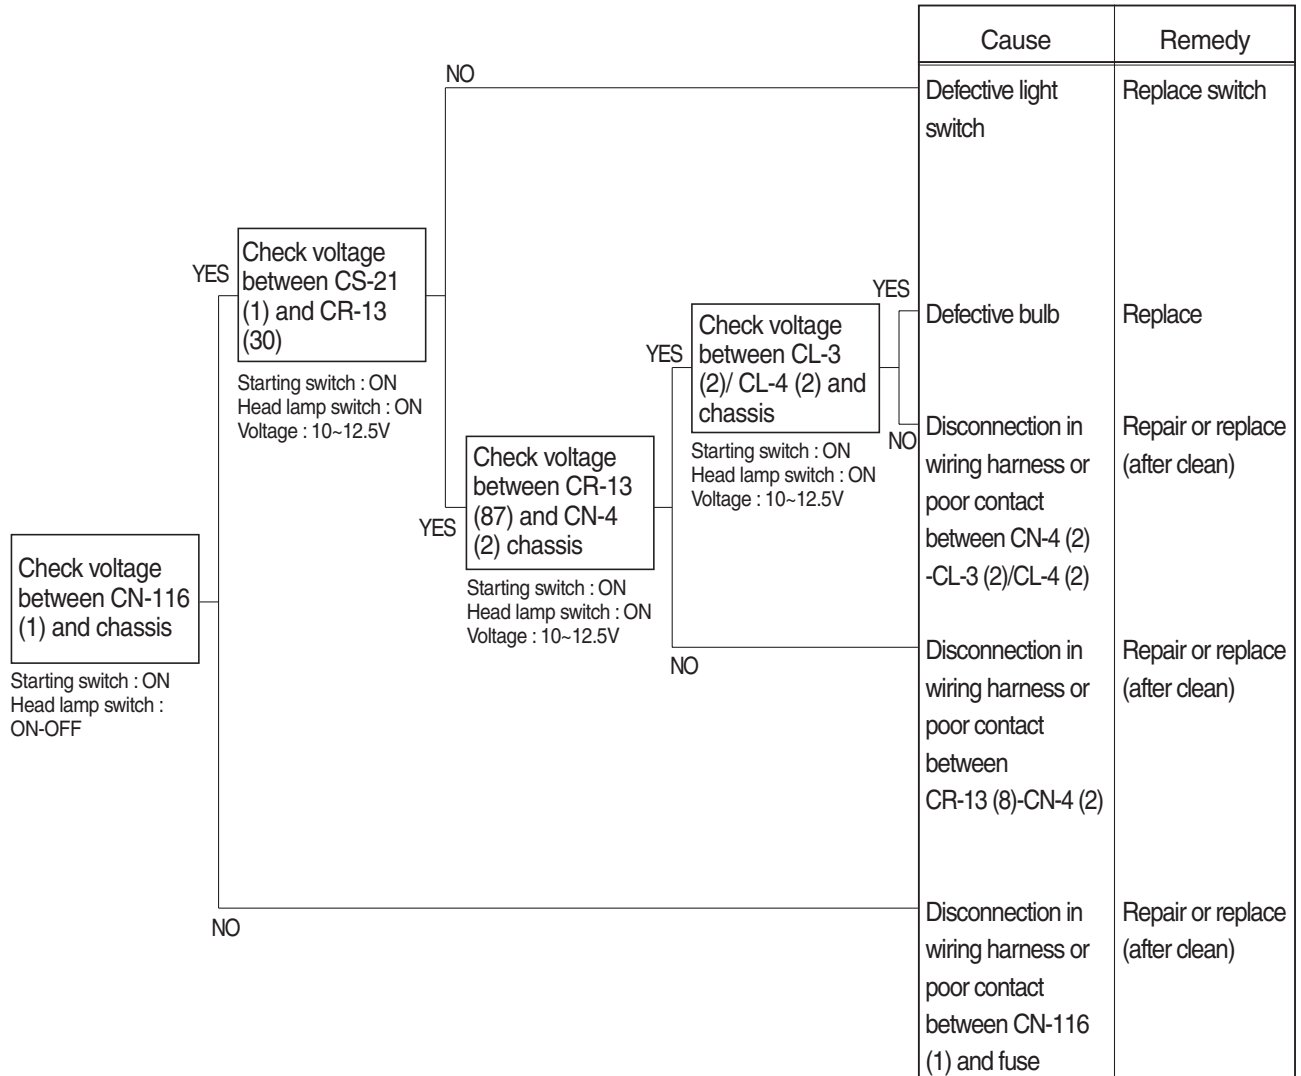 Cause
Remedy
NO
Defective light
switch
Replace switch
YES
Check voltage
between CS-21
(1) and CR-13
(30)
Starting switch : ON
Head lamp switch : ON
Voltage : 10~12.5V
YES
Defective bulb
Replace
YES
Check voltage
between CL-3
(2)/ CL-4 (2) and
chassis
Starting switch : ON
Head lamp switch : ON
Voltage : 10~12.5V
NO
Disconnection in
wiring harness or
poor contact
between CN-4 (2)
-CL-3 (2)/CL-4 (2)
Repair or replace
(after clean)
YES
Check voltage
between CR-13
(87) and CN-4
(2) chassis
Starting switch : ON
Head lamp switch : ON
Voltage : 10~12.5V
Check voltage
between CN-116
(1) and chassis
Starting switch : ON
Head lamp switch :
ON-OFF
NO
Disconnection in
wiring harness or
poor contact
between
CR-13 (8)-CN-4 (2)
Repair or replace
(after clean)
NO
Disconnection in
wiring harness or
poor contact
between CN-116
(1) and fuse
Repair or replace
(after clean)